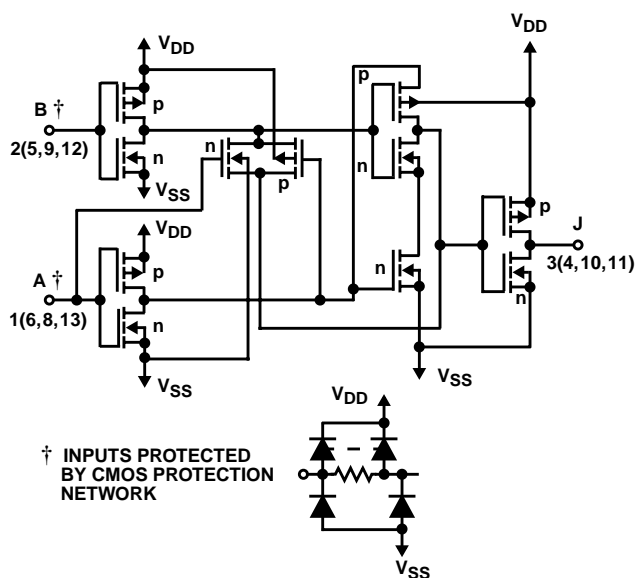 VDD
VDD
B †
p
p
2(5,9,12)
n
n
n
p
VSS
VDD
J
p
A †
p
n
3(4,10,11)
n
n
1(6,8,13)
VSS
VSS
VDD
† INPUTS PROTECTED
BY CMOS PROTECTION
NETWORK
VSS